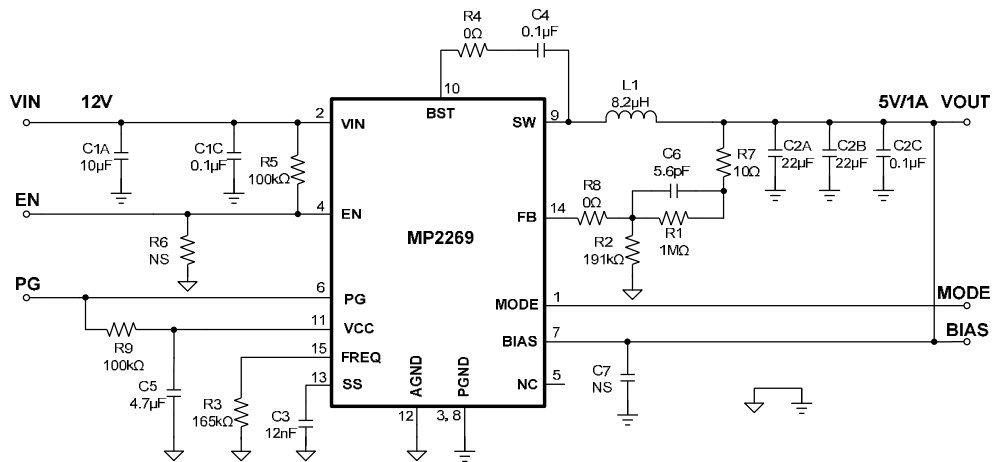 R4
0Ω
C4
0.1µF
10
BST
VIN
12V
2
VIN
C1A
10µF
C1C
0.1µF
R5
100kΩ
SW
9
L1
8.2µH
5V/1A
VOUT
C2A
22µF
C2B
22µF
C2C
0.1µF
R7
10Ω
C6
5.6pF
EN
4
EN
R6
NS
MP2269
FB
14
R8
0Ω
R1
1MΩ
R2
191kΩ
PG
6
PG
MODE
1
MODE
11
VCC
R9
100kΩ
BIAS
7
BIAS
15
FREQ
C5
4.7µF
R3
165kΩ
13
SS
C3
12nF
AGND
PGND
12
3, 8
NC
5
C7
NS